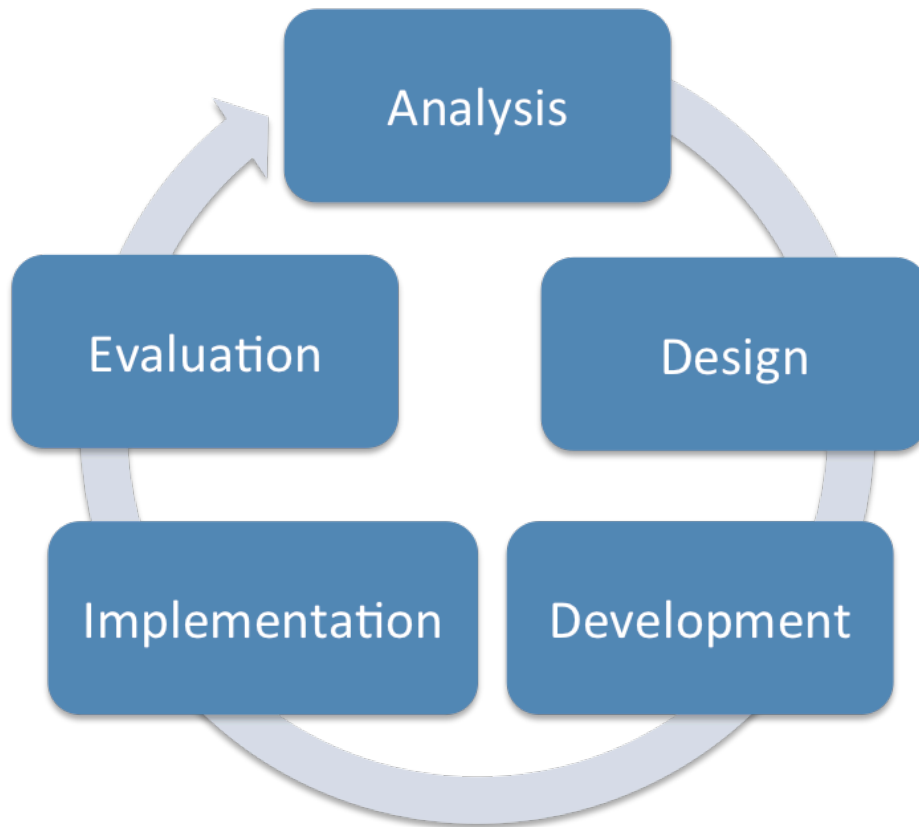 Analysis
Design
Development
Implementation
Evaluation